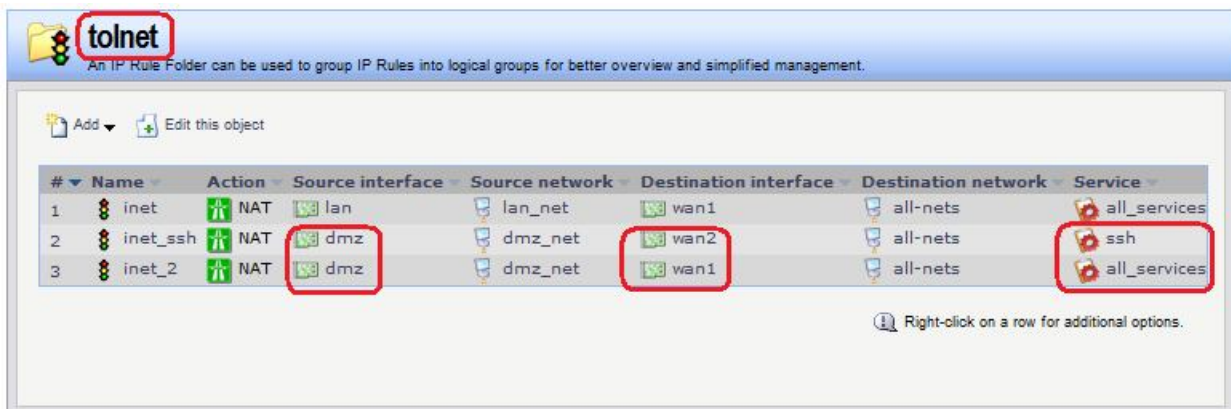 tolnet
An IP Rule Folder can be used to group IP Rules into logical groups for better overview and simplified management.
Add Edit this object
# Name Action Source interface Source network Destination interface Destination network Service
1 inet NAT lan lan_net wan1 all-nets all_services
2 inet_ssh NAT dmz dmz_net wan2 all-nets ssh
3 inet_2 NAT dmz dmz_net wan1 all-nets all_services
Right-click on a row for additional options.